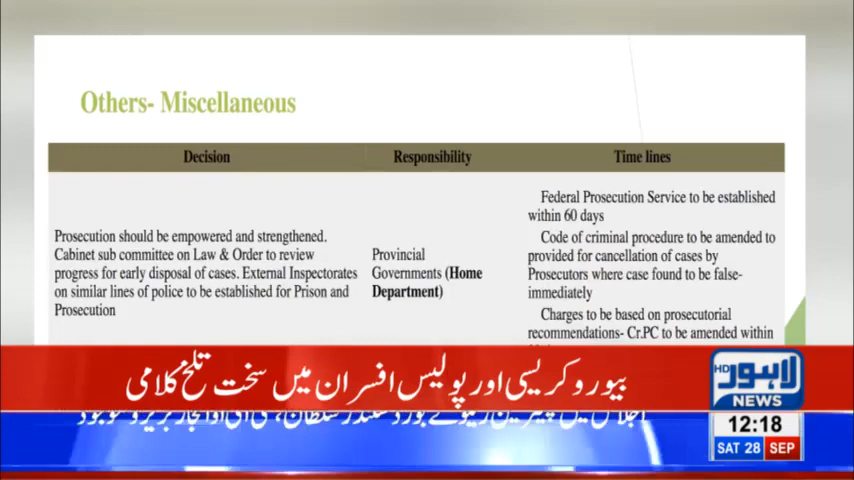 Others- Miscellaneous
Decision
Responsibility
Time lines
Prosecution should be empowered and strengthened.
Cabinet sub committee on Law & Order to review
progress for early disposal of cases. External Inspectorates
on similar lines of police to be established for Prison and
Prosecution
Provincial
Governments (Home
Department)
Federal Prosecution Service to be established
within 60 days
Code of criminal procedure to be amended to
provided for cancellation of cases by
Prosecutors where case found to be false-
immediately
Charges to be based on prosecutorial
recommendations- Cr.PC to be amended within
بیوروکریسی اور پولیس افسران میں سخت تلخ کلامی
HD لاہور
NEWS
12:18
SAT 28 SEP